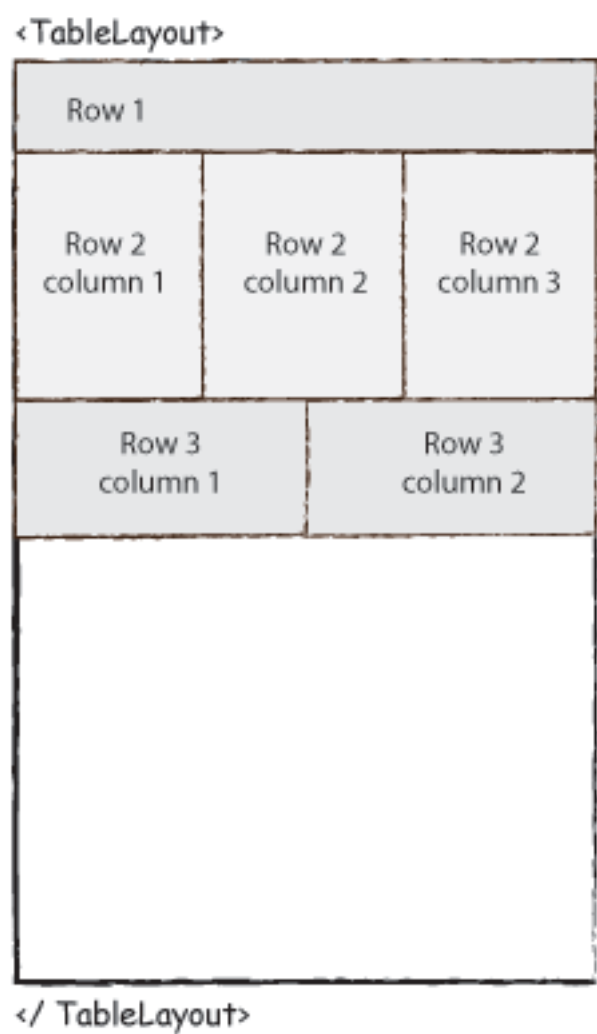 <TableLayout>
Row 1
Row 2
column 1
Row 2
column 2
Row 2
column 3
Row 3
column 1
Row 3
column 2
</ TableLayout>